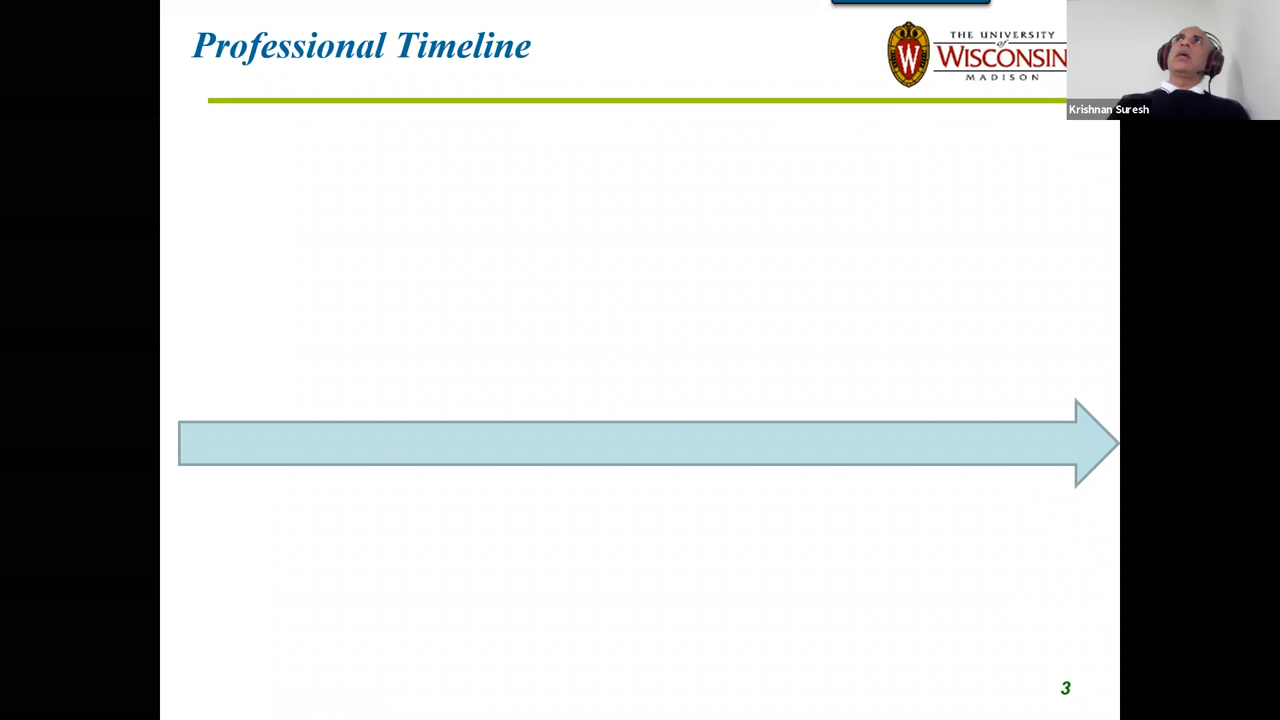 Professional Timeline
THE UNIVERSITY
of
WISCONSIN
MADISON
W
Krishnan Suresh
3